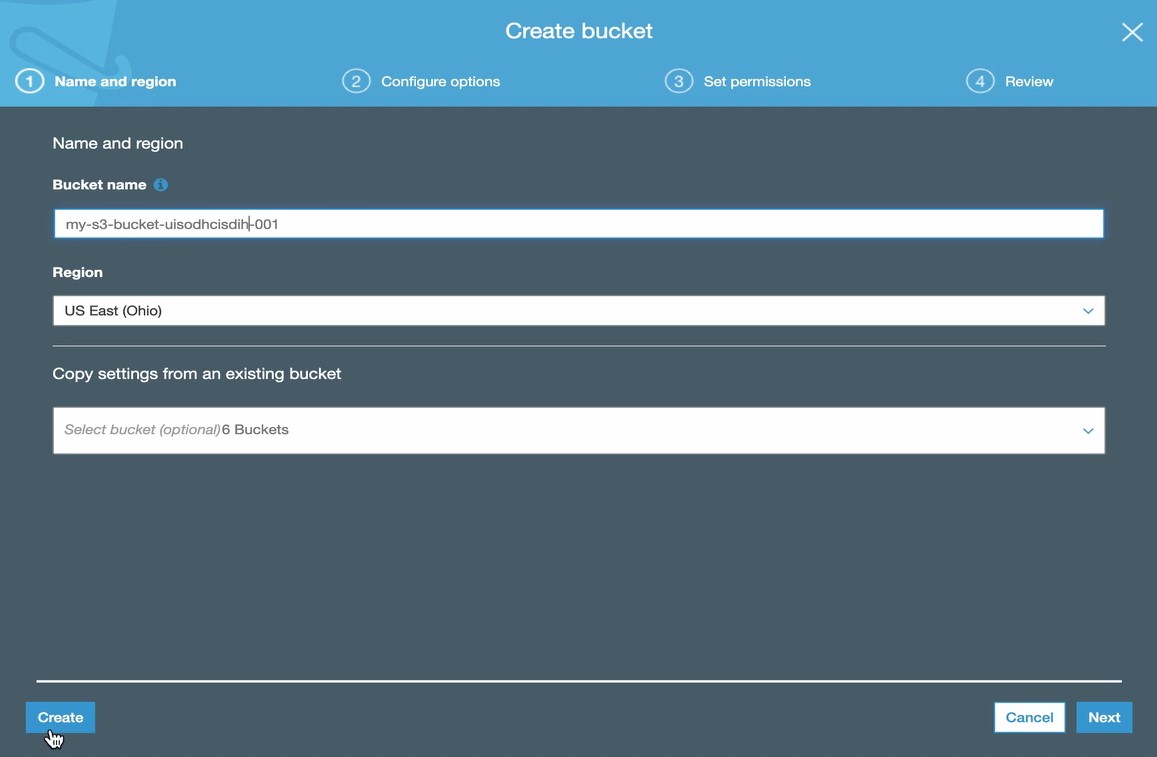 Create bucket
1 Name and region 2 Configure options 3 Set permissions 4 Review
Name and region
Bucket name
my-s3-bucket-uisodhcisdih-001
Region
US East (Ohio)
Copy settings from an existing bucket
Select bucket (optional)6 Buckets
Create Cancel Next